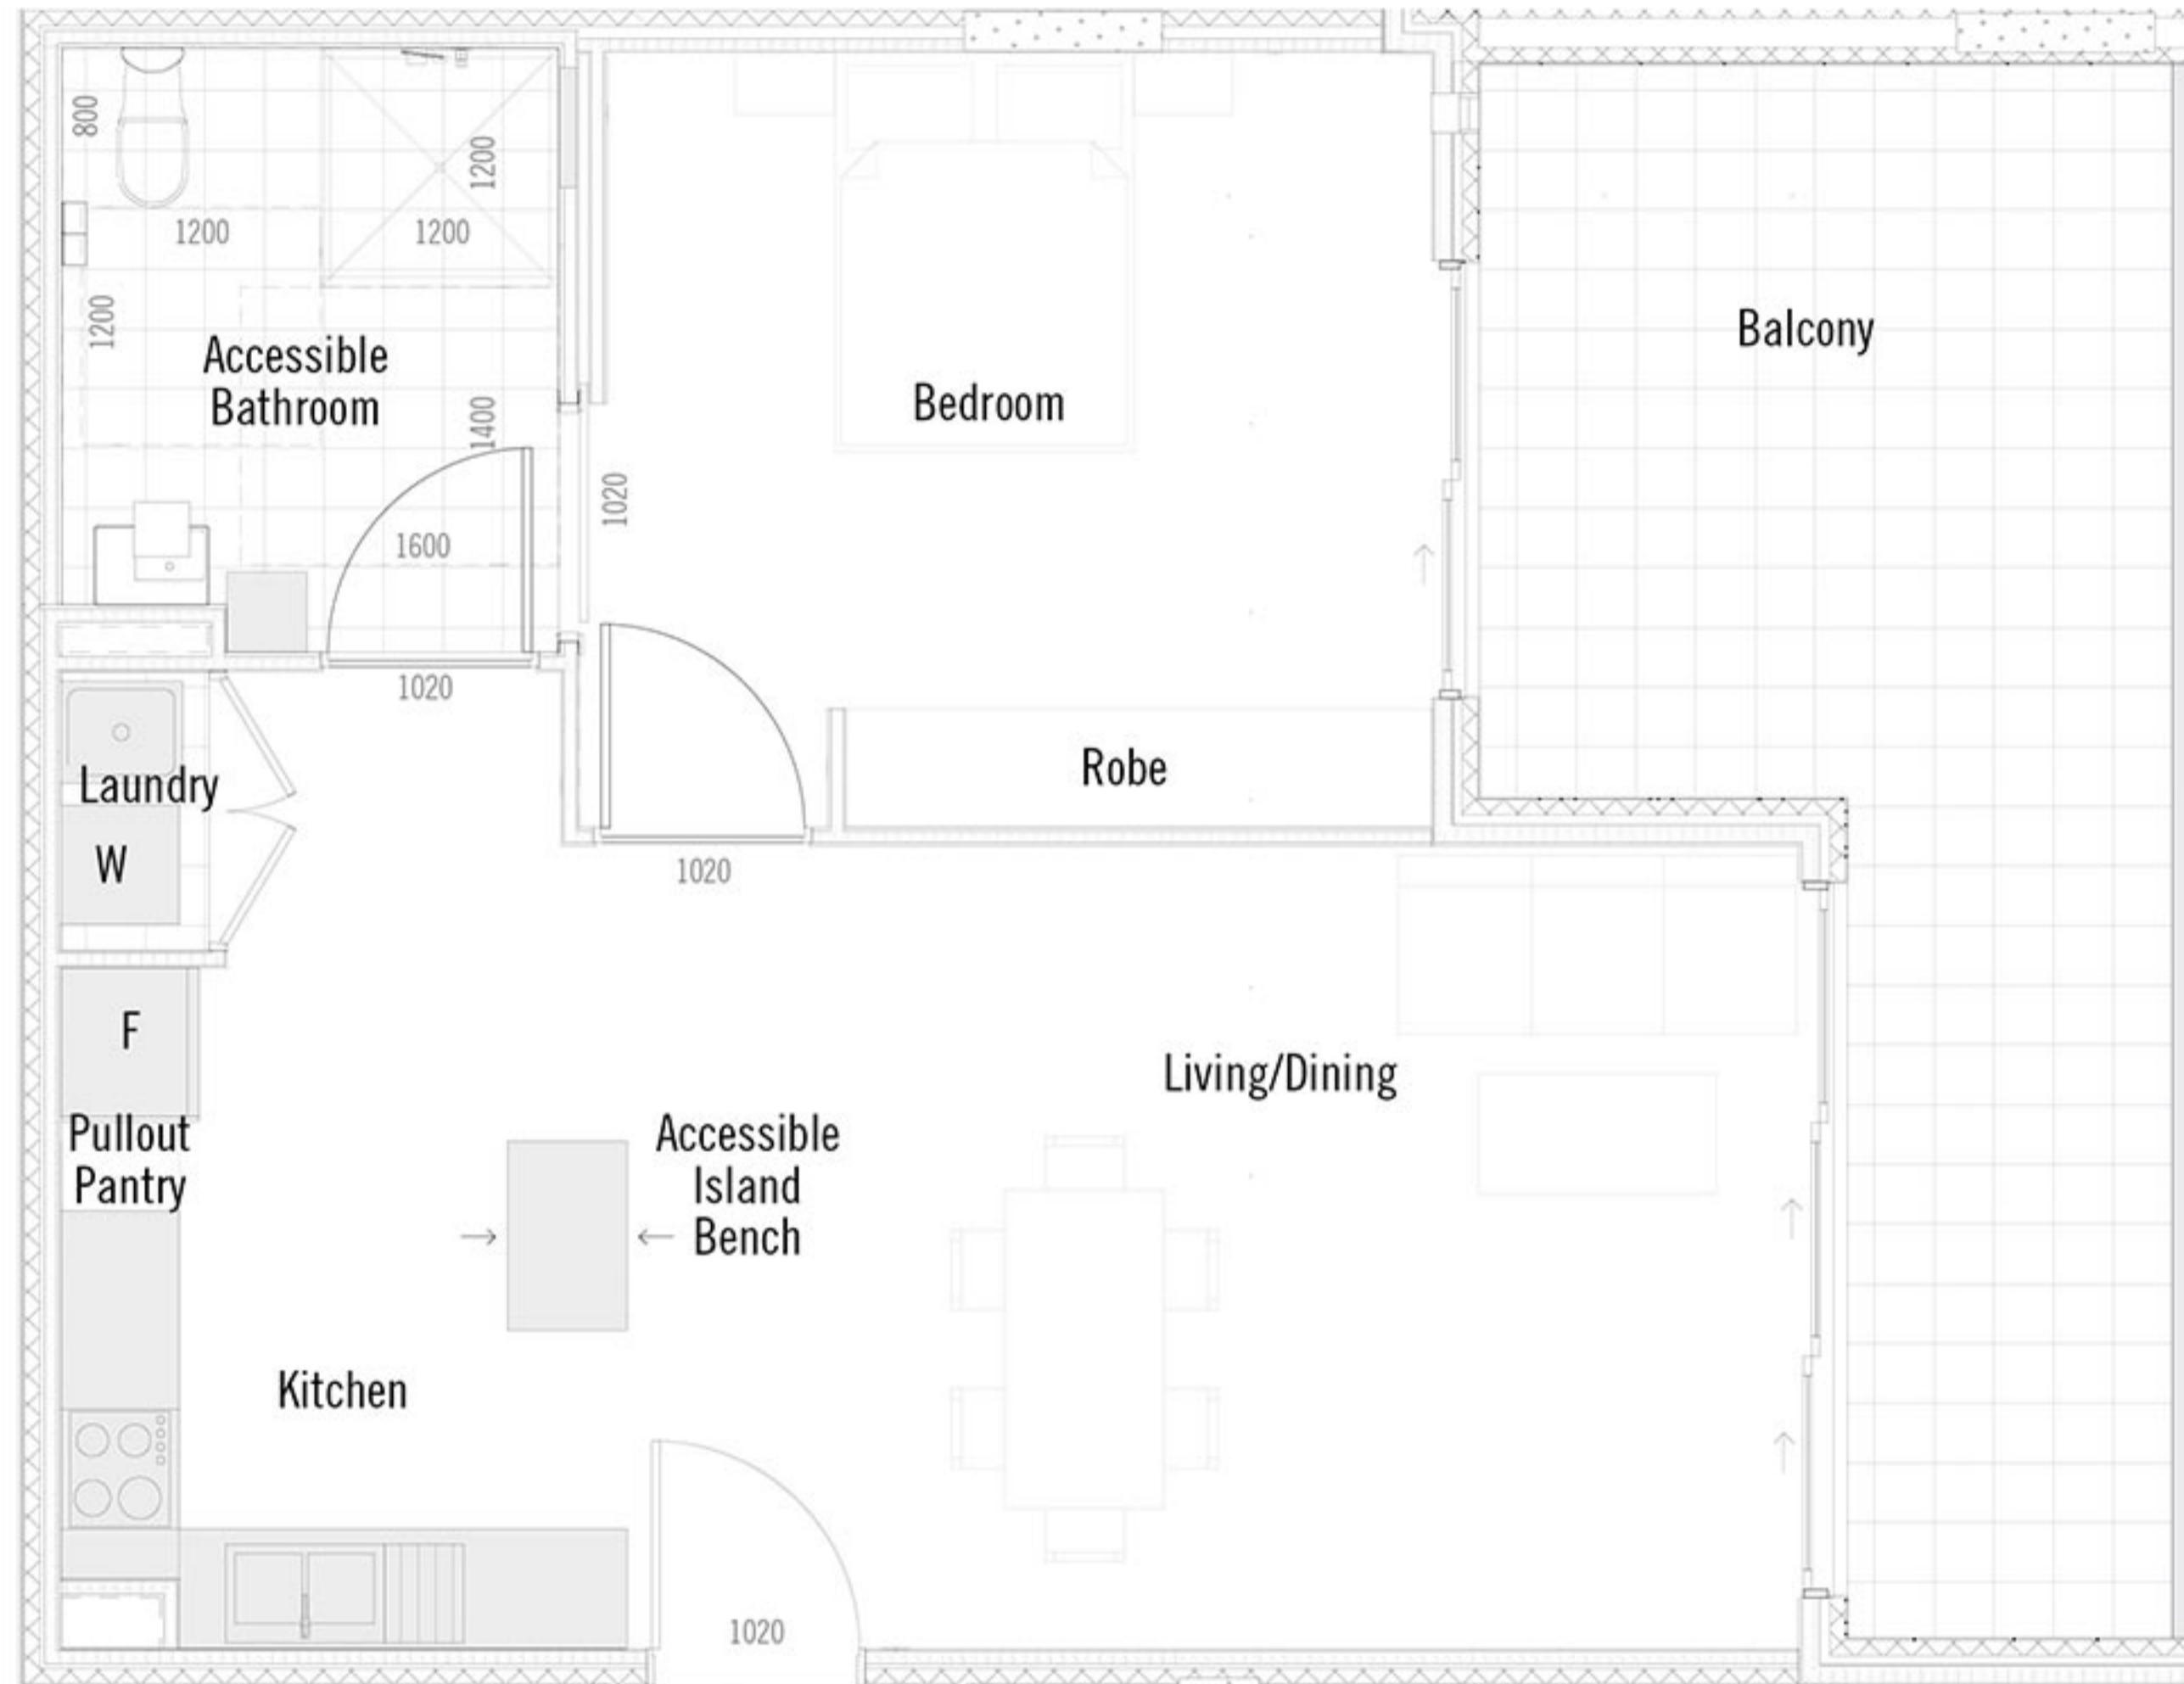 800
1200
1200
1200
1200
Accessible
Bathroom
1400
1600
1020
1020
Bedroom
Balcony
Robe
1020
Laundry
W
F
Pullout
Pantry
Accessible
Island
Bench
Living/Dining
Kitchen
1020